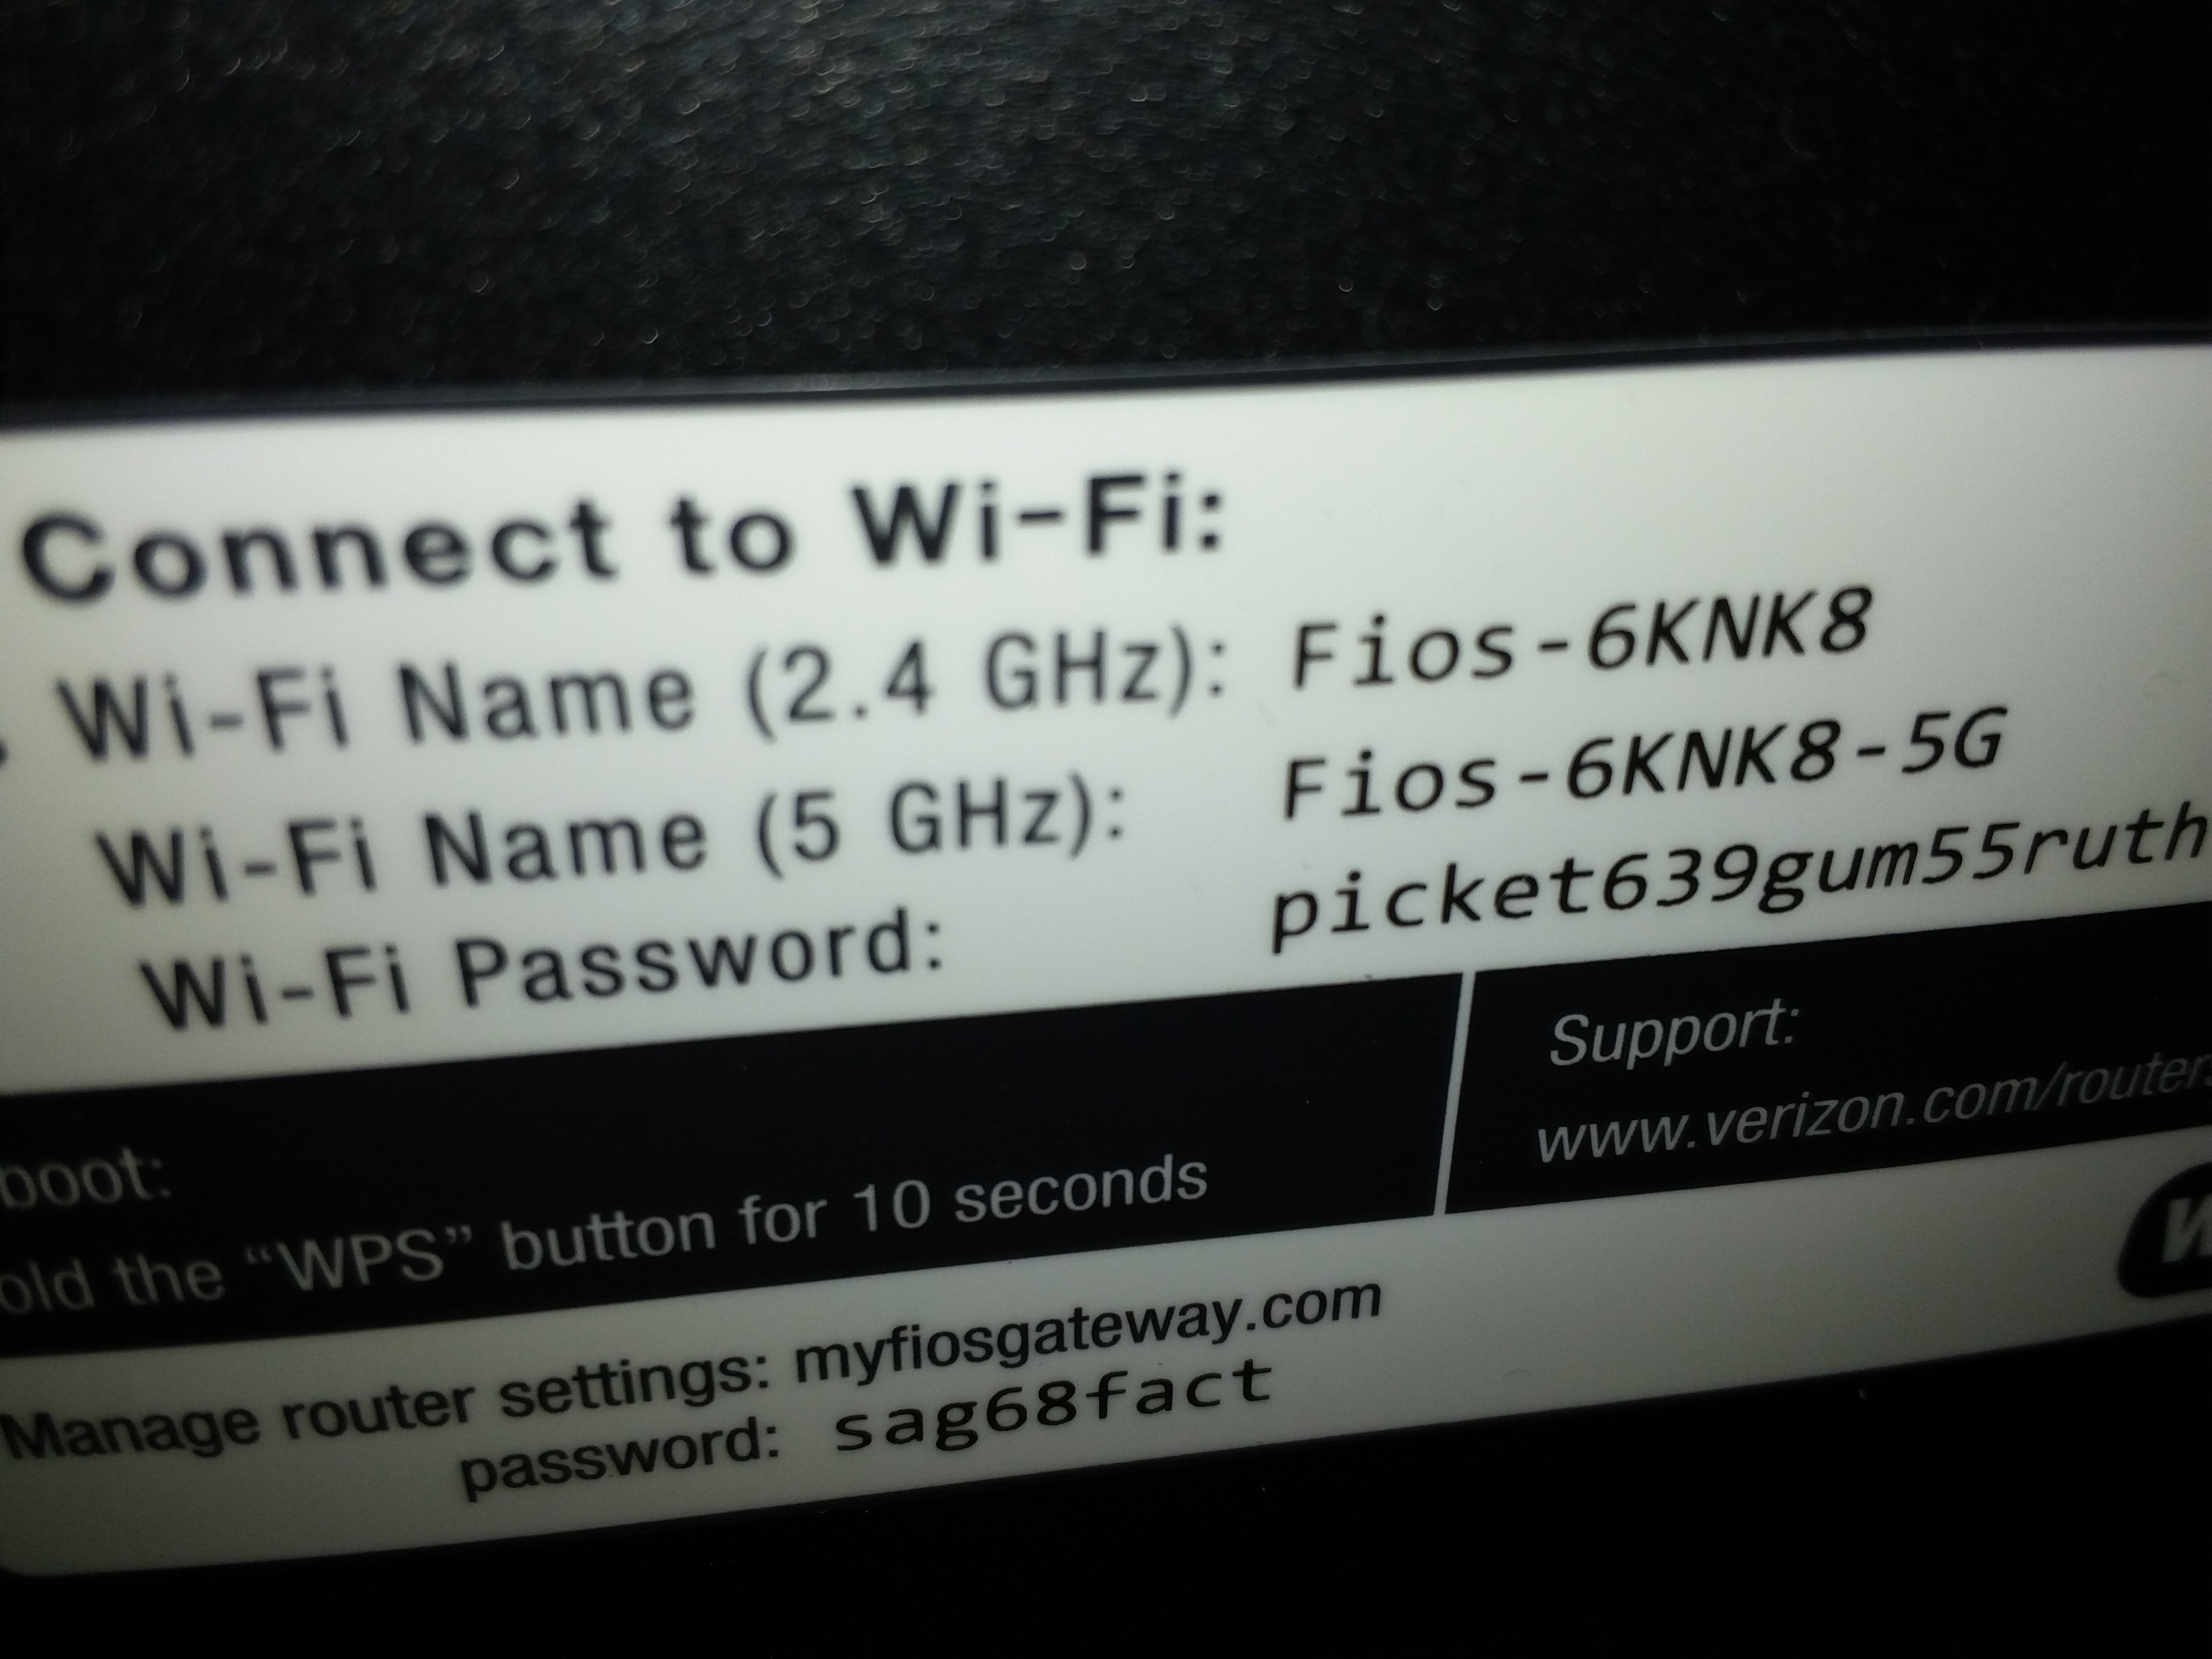 Connect to Wi-Fi:
Wi-Fi Name (2.4 GHz): Fios-6KNK8
Wi-Fi Name (5 GHz): Fios-6KNK8-5G
Wi-Fi Password: picket639gum55ruth
boot:
old the “WPS” button for 10 seconds
Support:
www.verizon.com/router
Manage router settings: myfiosgateway.com
password: sag68fact